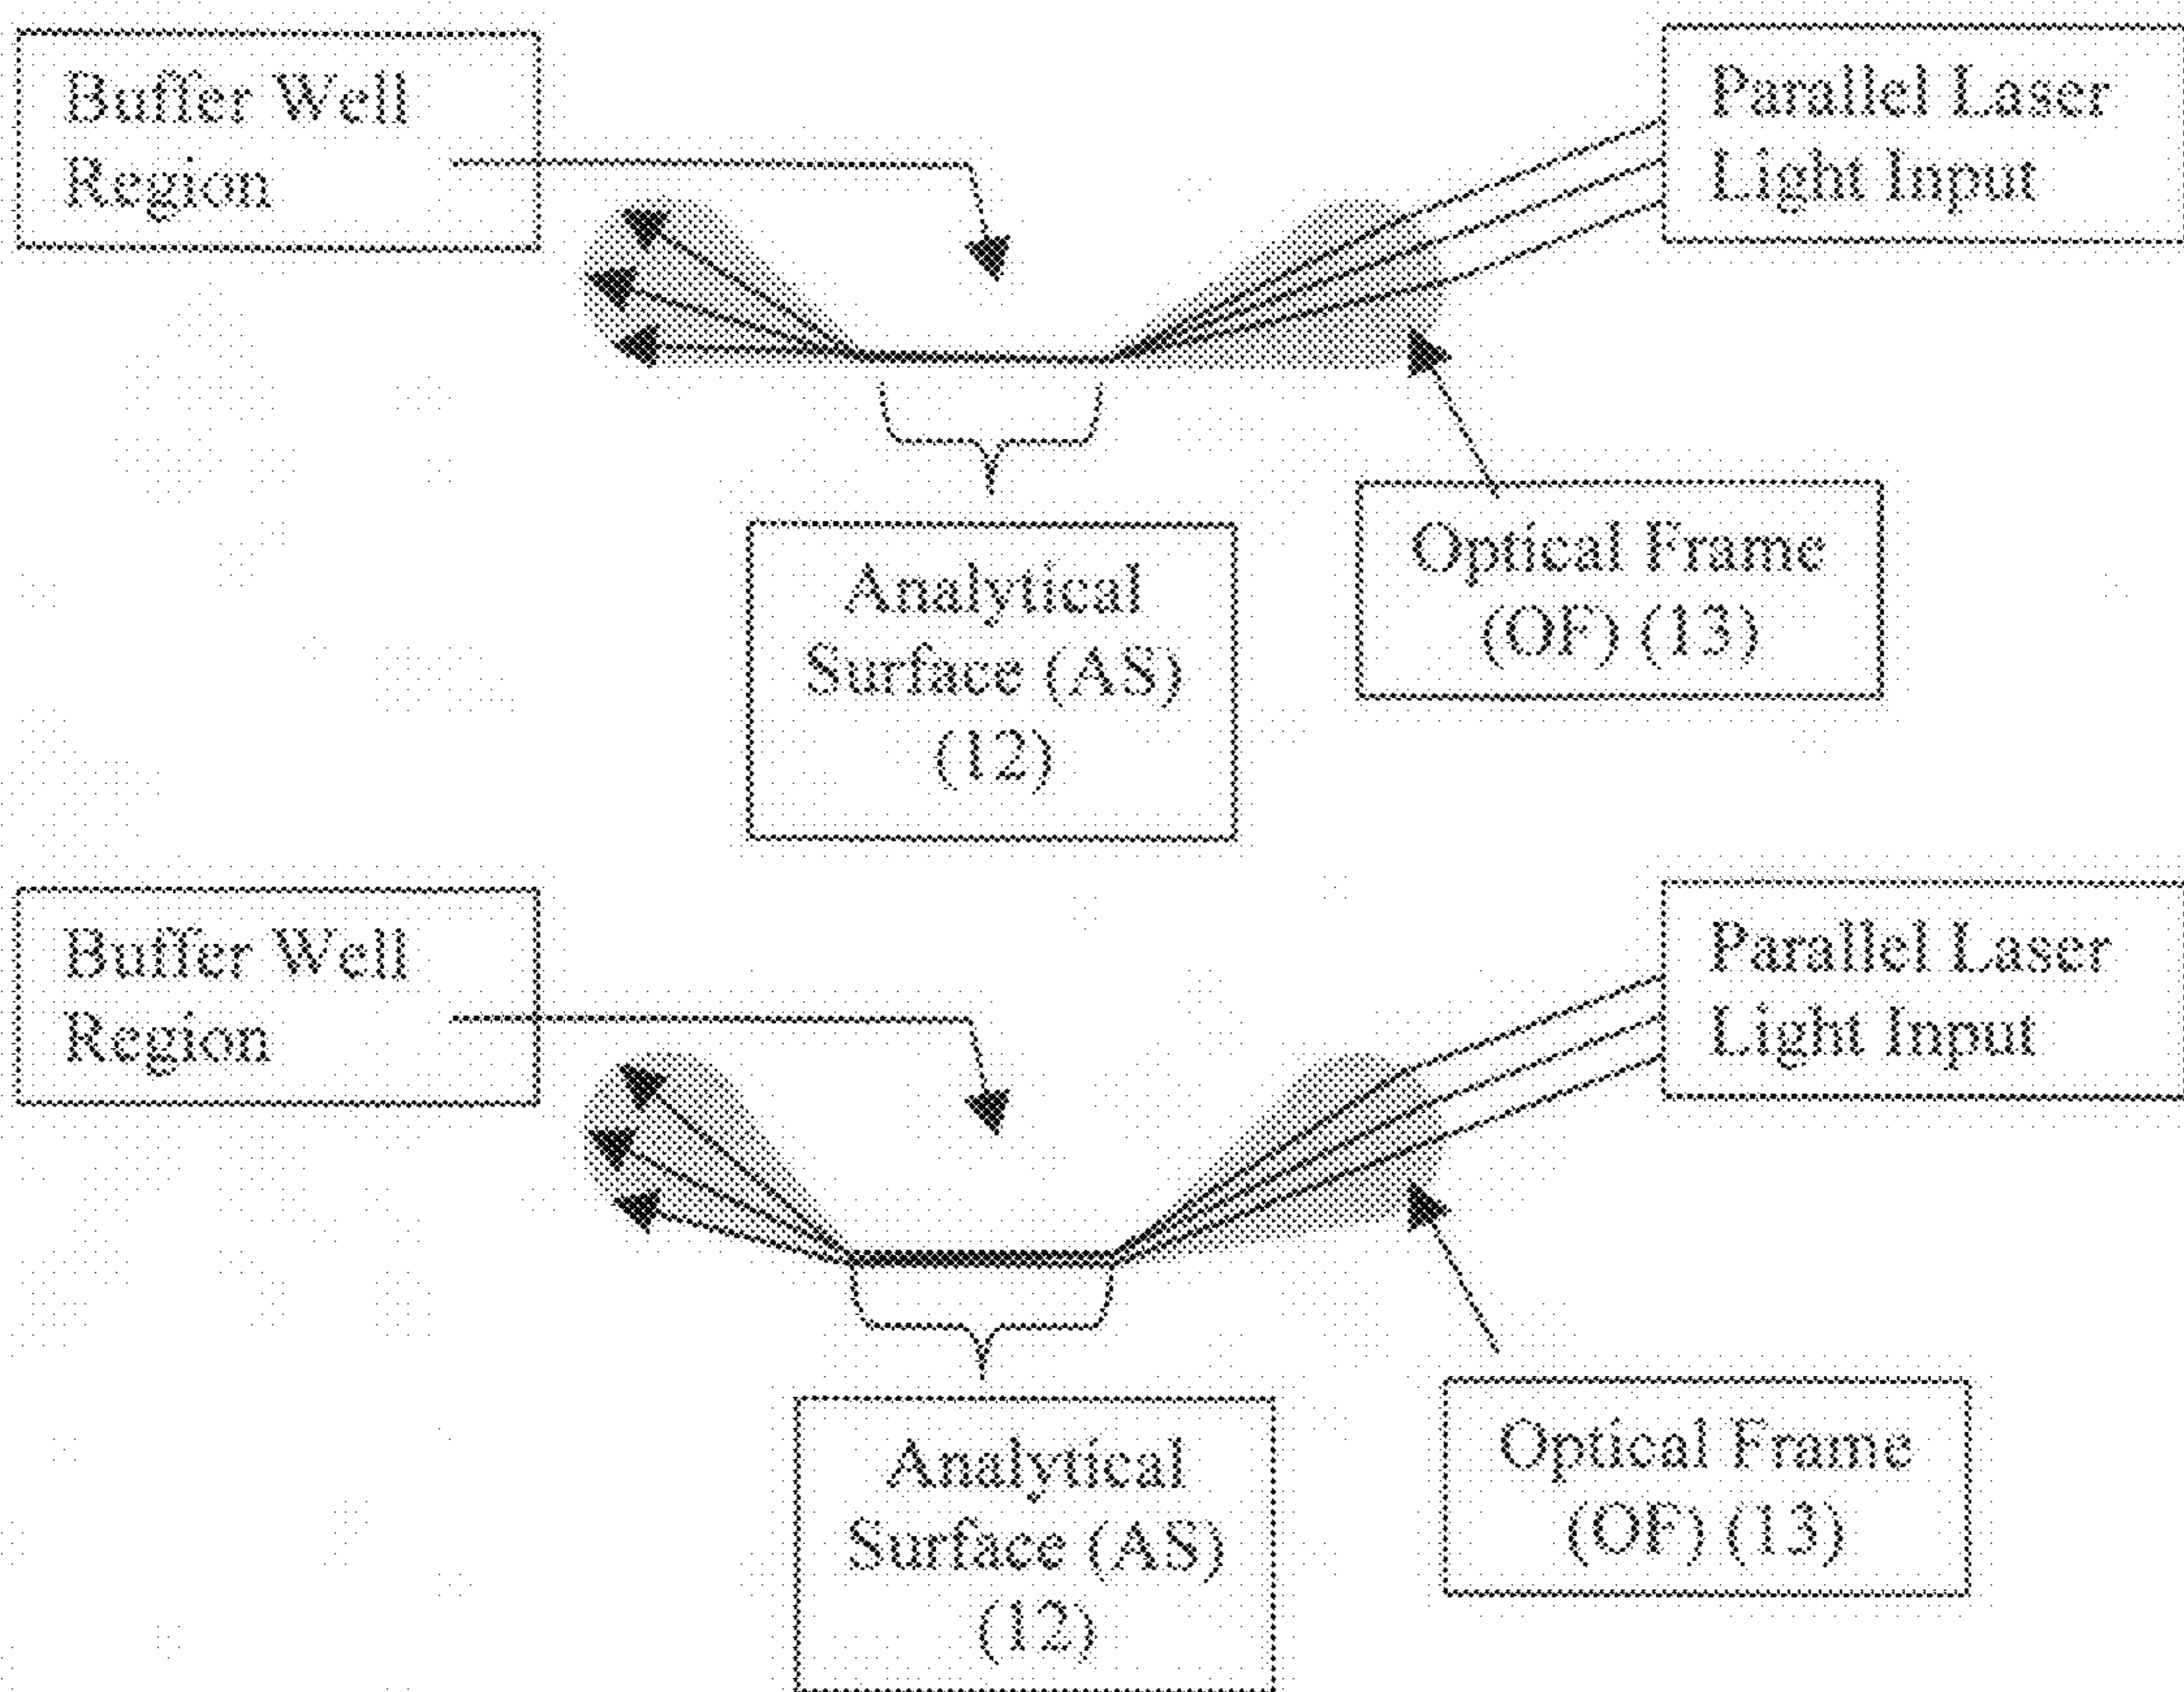 Buffer Well
Region
Parallel Laser
Light Input
Optical Frame
(OF) (13)
Analytical
Surface (AS)
(12)
Buffer Well
Region
Parallel Laser
Light Input
Optical Frame
(OF) (13)
Analytical
Surface (AS)
(12)